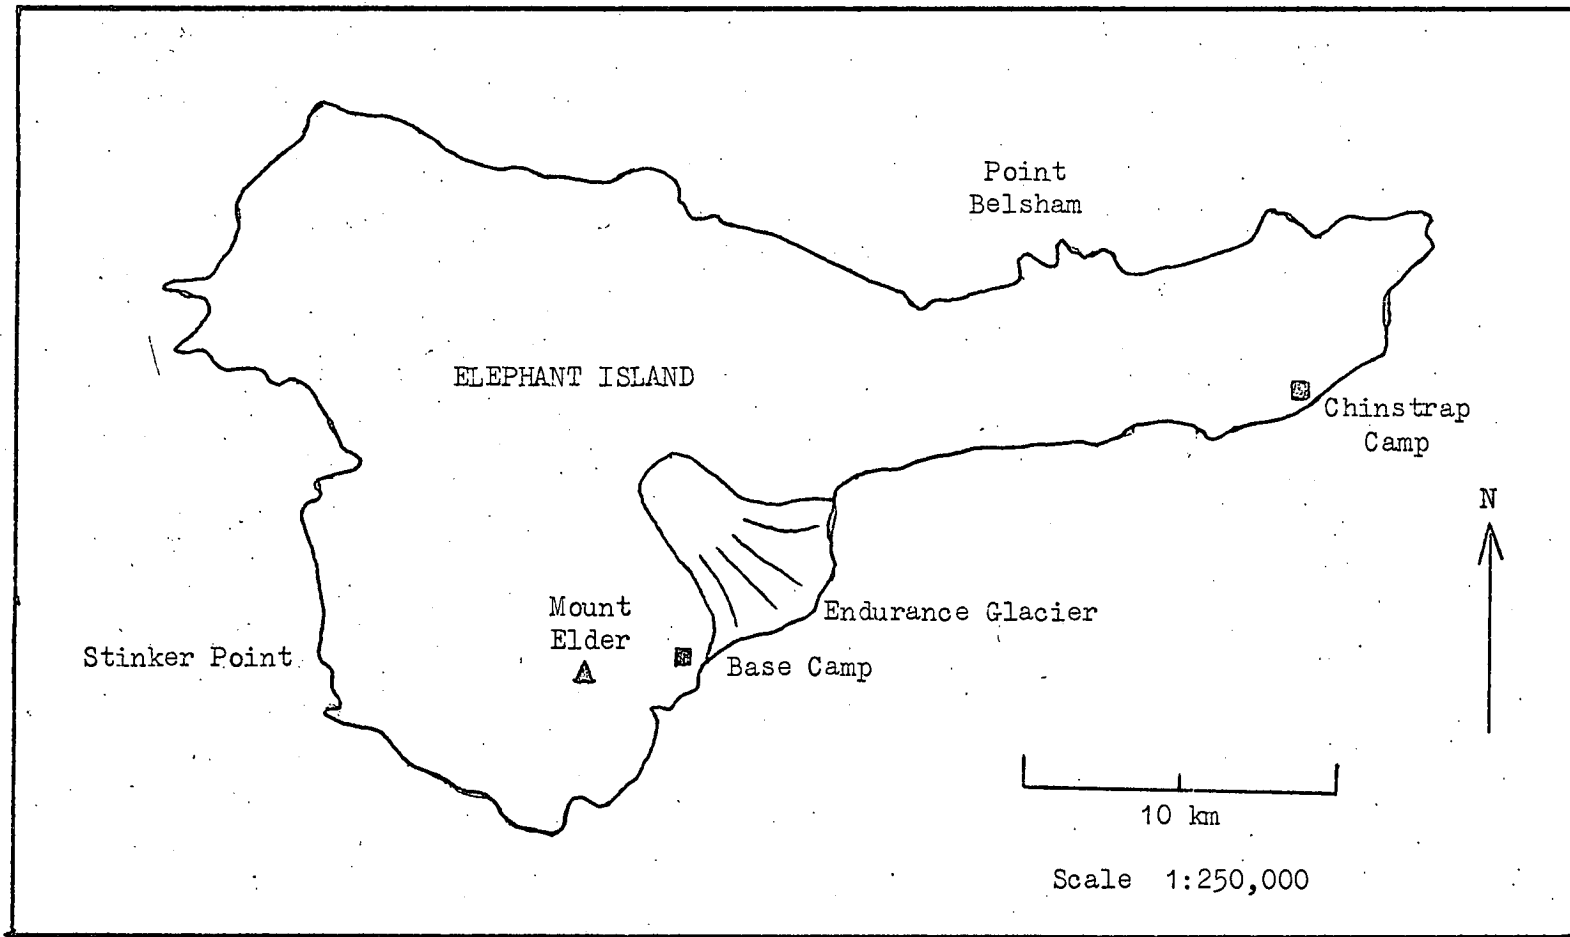 Point
Belsham
ELEPHANT ISLAND
Chinstrap
Camp
N
Mount
Elder
Endurance Glacier
Stinker Point
Base Camp
10 km
Scale 1:250,000